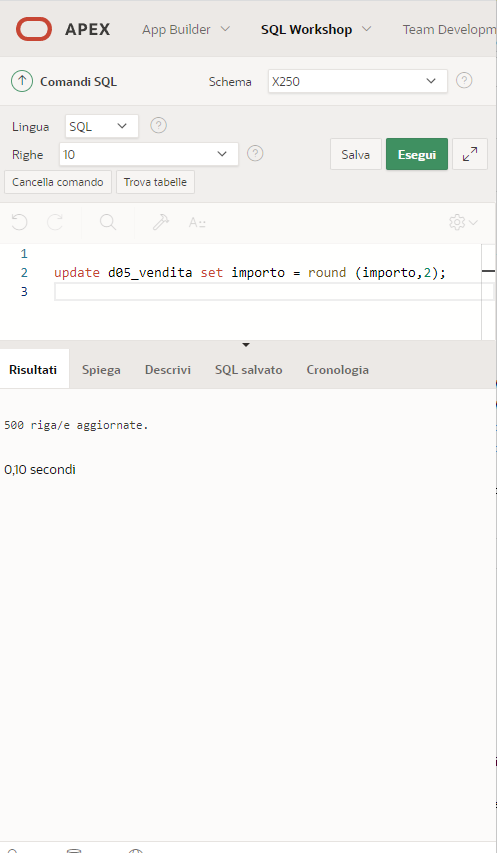 APEX App Builder SQL Workshop Team Developm
Comandi SQL Schema X250
Lingua SQL
Righe 10 Salva Esegui
Cancella comando Trova tabelle
A::
1
2 update d05_vendita set importo = round (importo,2);
3
Risultati Spiega Descrivi SQL salvato Cronologia
500 riga/e aggiornate.
0,10 secondi